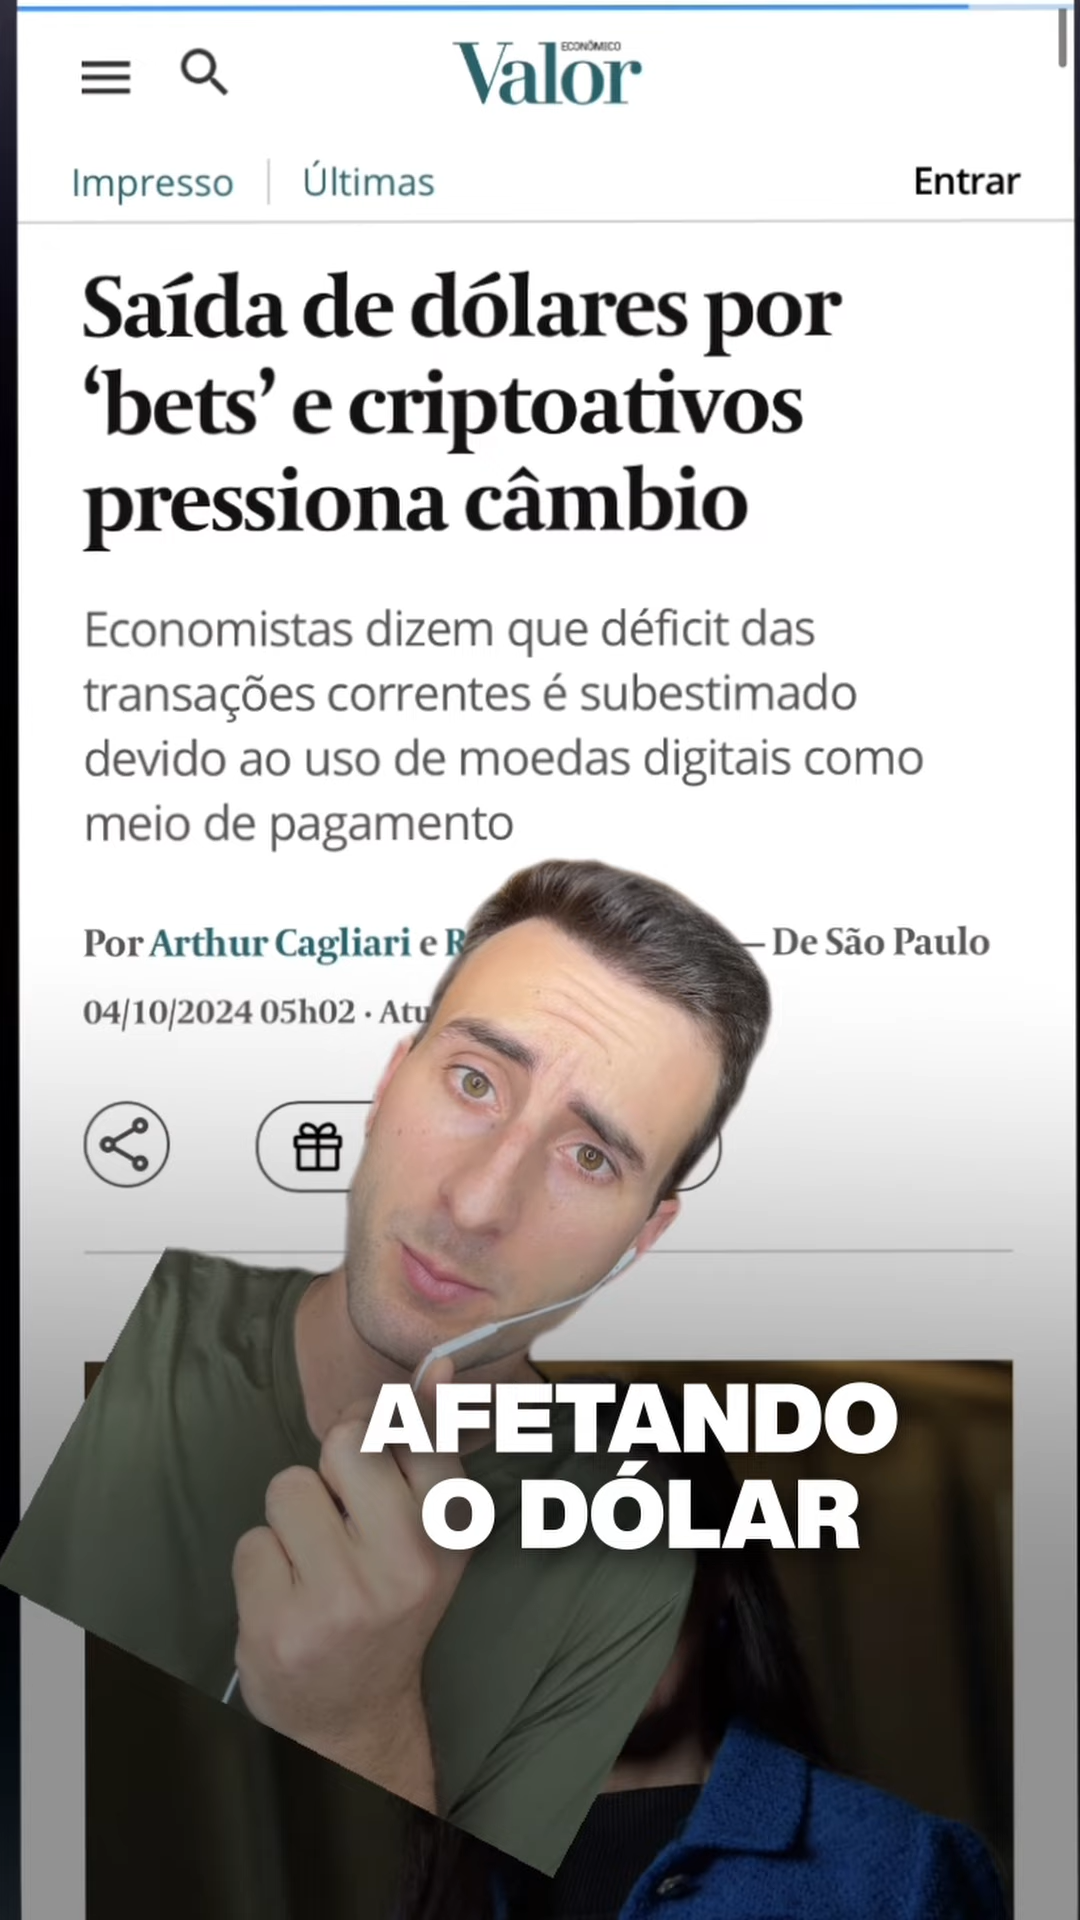 Valor
ECONÔMICO
Impresso
Últimas
Entrar
Saída de dólares por
‘bets’ e criptoativos
pressiona câmbio
Economistas dizem que déficit das
transações correntes é subestimado
devido ao uso de moedas digitais como
meio de pagamento
Por Arthur Cagliari e — De São Paulo
04/10/2024 05h02 ·
AFETANDO
O DÓLAR